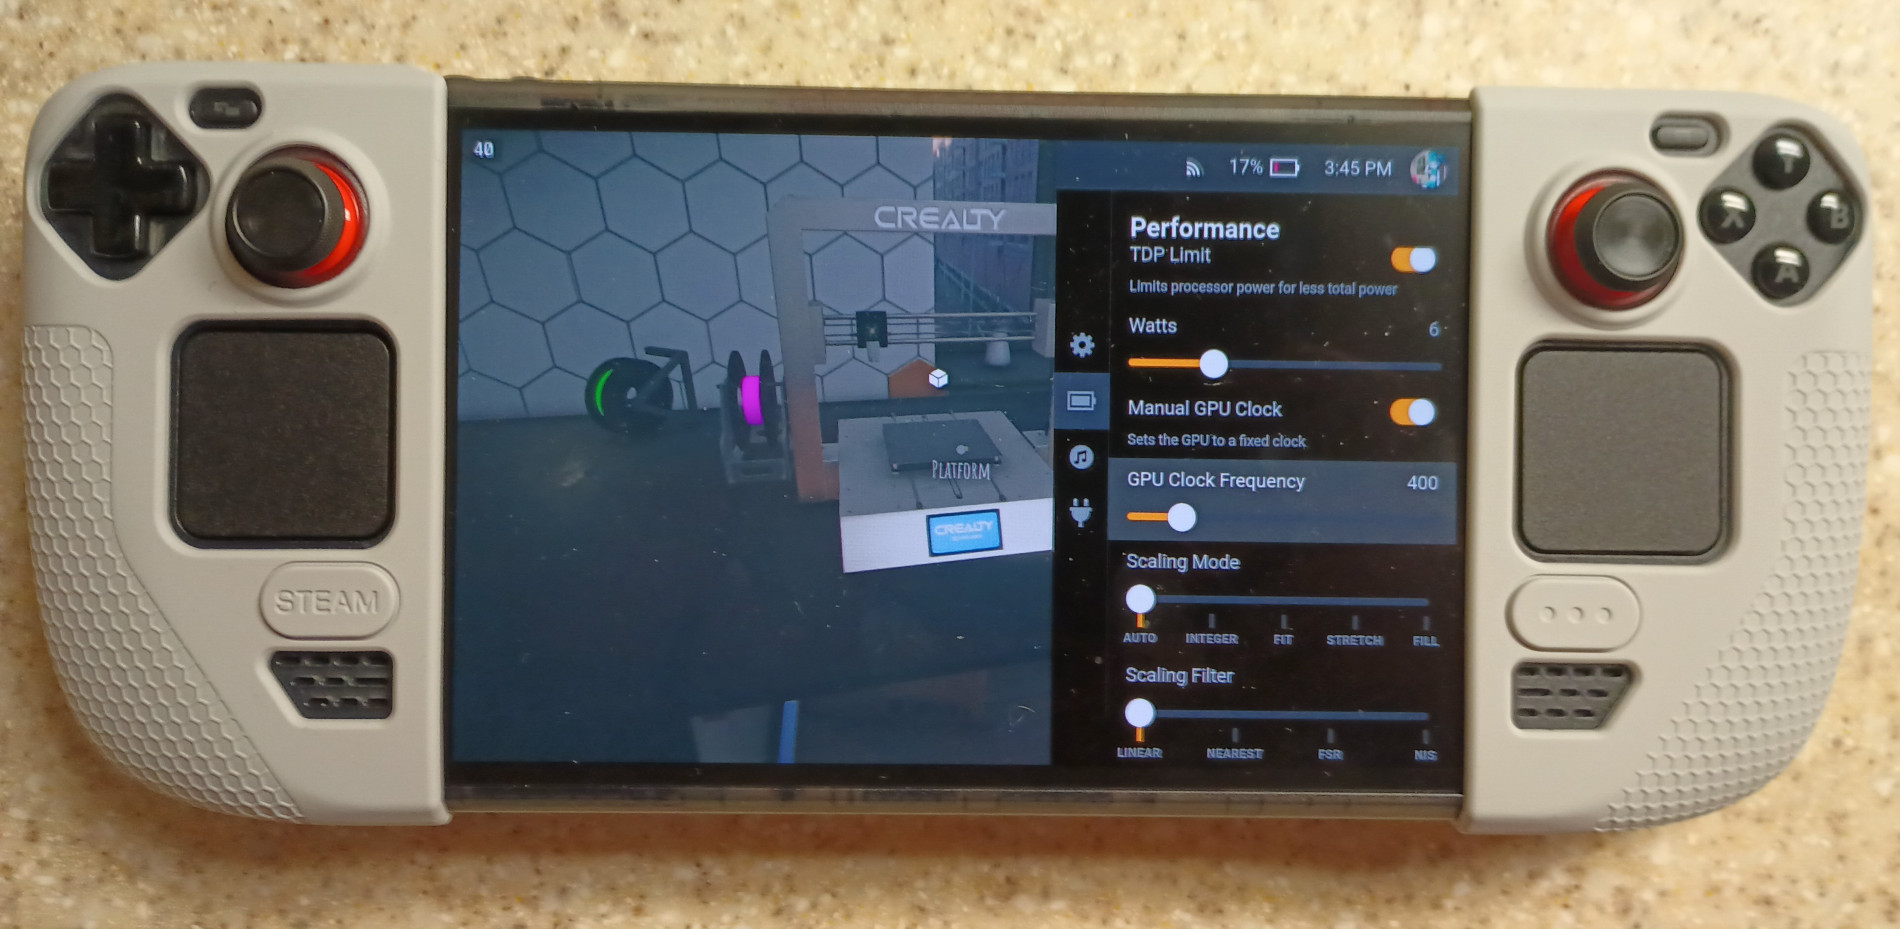 40
17%
3:45 PM
CREALTY
PLATFORM
CREALTY
Performance
TDP Limit
Limits processor power for less total power
Watts 6
Manual GPU Clock
Sets the GPU to a fixed clock
GPU Clock Frequency 400
Scaling Mode
AUTO INTEGER FIT STRETCH FILL
Scaling Filter
LINEAR NEAREST FSR NIS
STEAM
Y
X
B
A